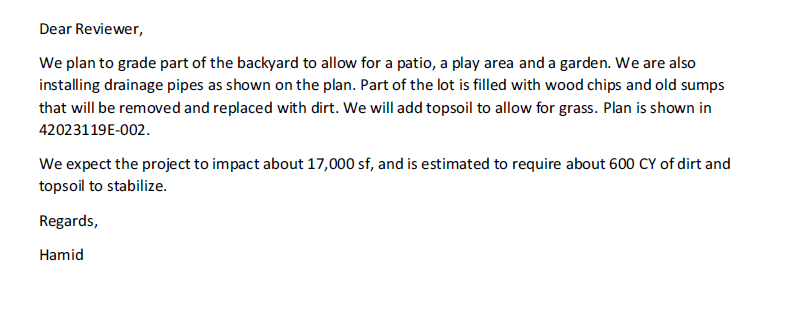 Dear Reviewer,
We plan to grade part of the backyard to allow for a patio, a play area and a garden. We are also
installing drainage pipes as shown on the plan. Part of the lot is filled with wood chips and old sumps
that will be removed and replaced with dirt. We will add topsoil to allow for grass. Plan is shown in
42023119E-002.
We expect the project to impact about 17,000 sf, and is estimated to require about 600 CY of dirt and
topsoil to stabilize.
Regards,
Hamid